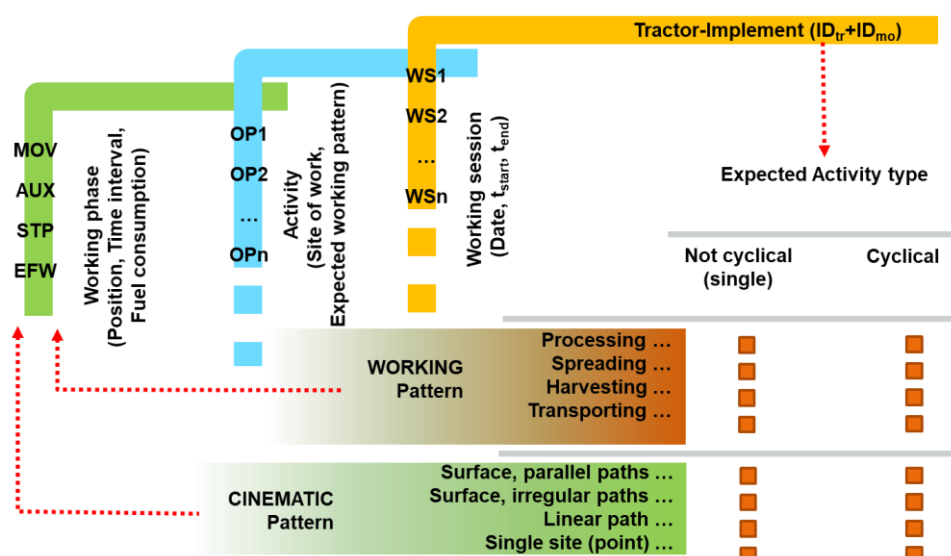 Tractor-Implement (IDtr+IDmo)
WS1
WS2
...
WSn
Working session
(Date, tstart, tend)
OP1
OP2
...
OPn
Activity
(Site of work,
Expected working pattern)
MOV
AUX
STP
EFW
Working phase
(Position, Time interval,
Fuel consumption)
Expected Activity type
Not cyclical
(single)
Cyclical
WORKING
Pattern
Processing ...
Spreading ...
Harvesting ...
Transporting ...
CINEMATIC
Pattern
Surface, parallel paths ...
Surface, irregular paths ...
Linear path ...
Single site (point) ...